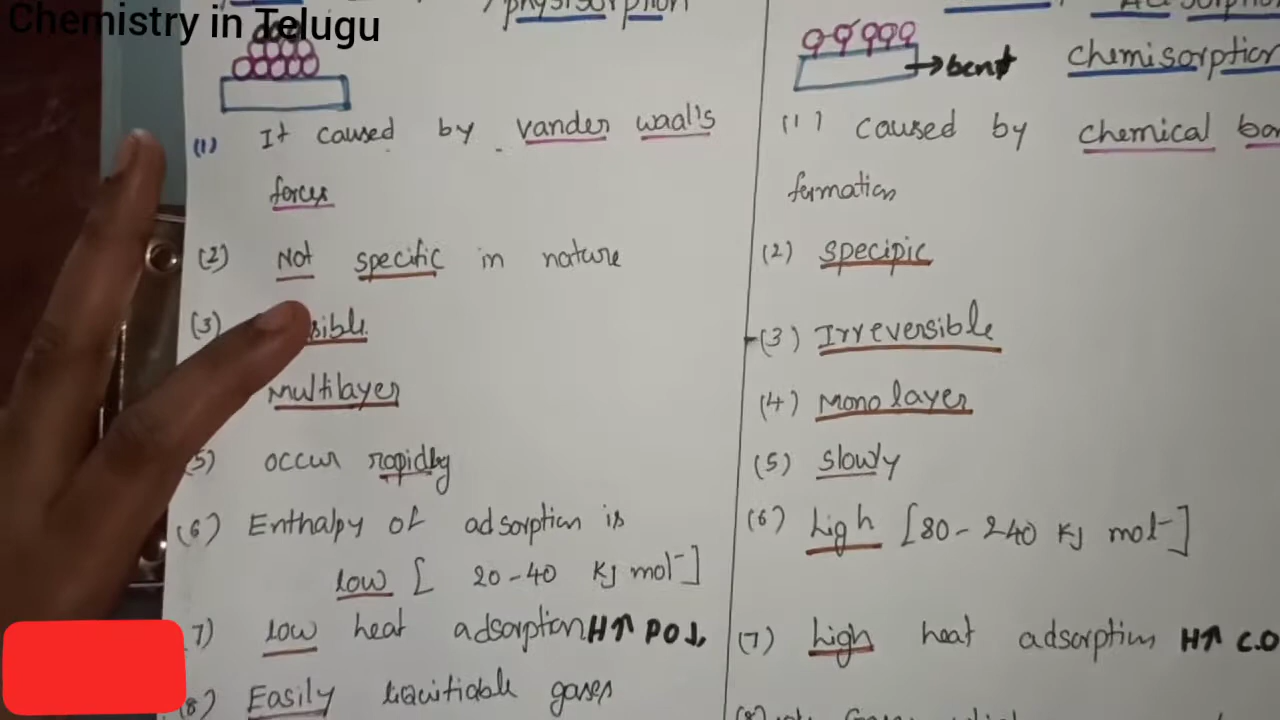 Chemistry in Telugu
/physisorption
Chemisorption
→bent
(1) It caused by vander waal's
forces
(2) Not specific in nature
(3)
Multilayer
5) occur rapidly
(6) Enthalpy of adsorption is
low [ 20-40 KJ mol⁻]
7) low heat adsorption H↑ PO↓
(8) Easily gases
(1) caused by chemical
formation
(2) specipic
(3) Irreversible
(4) Mono layer
(5) slowly
(6) high [80-240 KJ mol⁻]
(7) high heat adsorption H↑ C.O